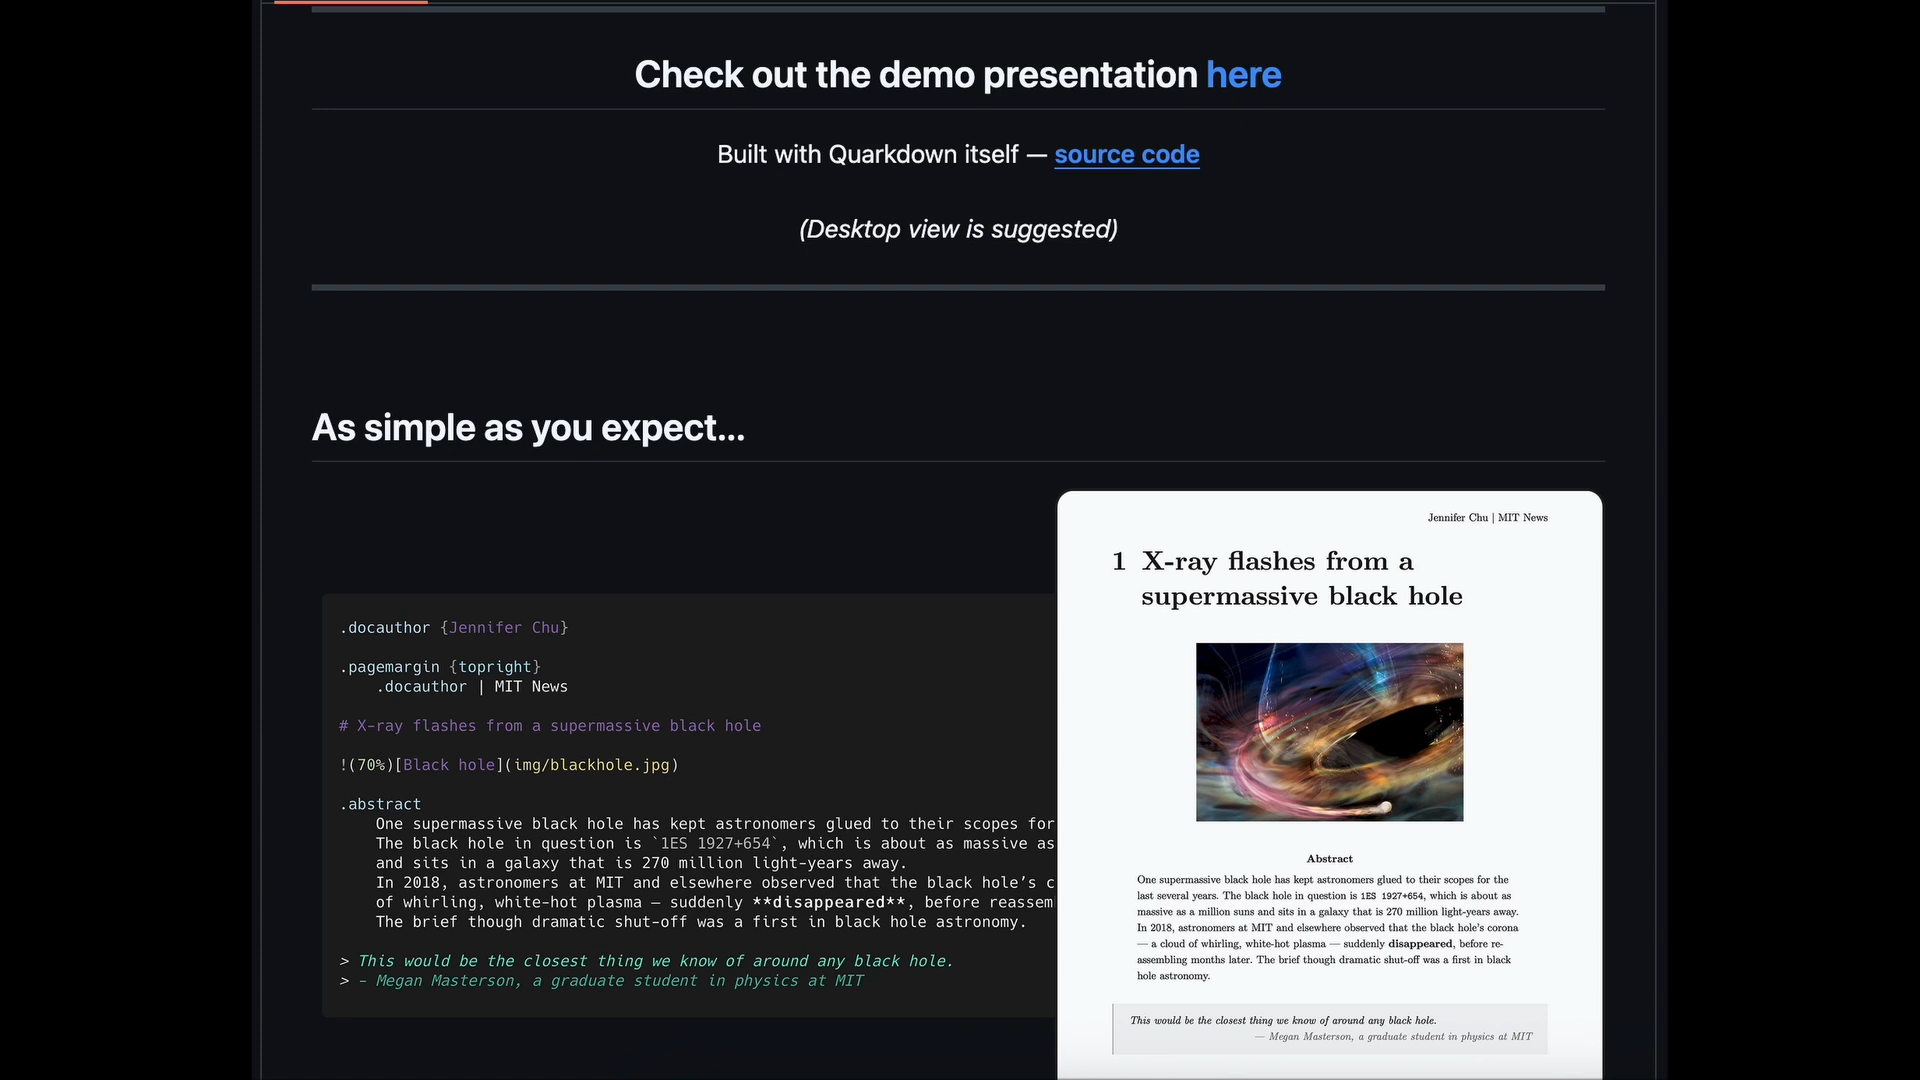 Check out the demo presentation here
Built with Quarkdown itself — source code
(Desktop view is suggested)
As simple as you expect...
.docauthor {Jennifer Chu}
.pagemargin {topright}
.docauthor | MIT News
# X-ray flashes from a supermassive black hole
!(70%)[Black hole](img/blackhole.jpg)
.abstract
One supermassive black hole has kept astronomers glued to their scopes for
The black hole in question is `1ES 1927+654`, which is about as massive as
and sits in a galaxy that is 270 million light-years away.
In 2018, astronomers at MIT and elsewhere observed that the black hole's c
of whirling, white-hot plasma — suddenly **disappeared**, before reassem
The brief though dramatic shut-off was a first in black hole astronomy.
> This would be the closest thing we know of around any black hole.
> - Megan Masterson, a graduate student in physics at MIT
Jennifer Chu | MIT News
1 X-ray flashes from a
supermassive black hole
Abstract
One supermassive black hole has kept astronomers glued to their scopes for the
last several years. The black hole in question is 1ES 1927+654, which is about as
massive as a million suns and sits in a galaxy that is 270 million light-years away.
In 2018, astronomers at MIT and elsewhere observed that the black hole's corona
— a cloud of whirling, white-hot plasma — suddenly disappeared, before re-
assembling months later. The brief though dramatic shut-off was a first in black
hole astronomy.
This would be the closest thing we know of around any black hole.
— Megan Masterson, a graduate student in physics at MIT